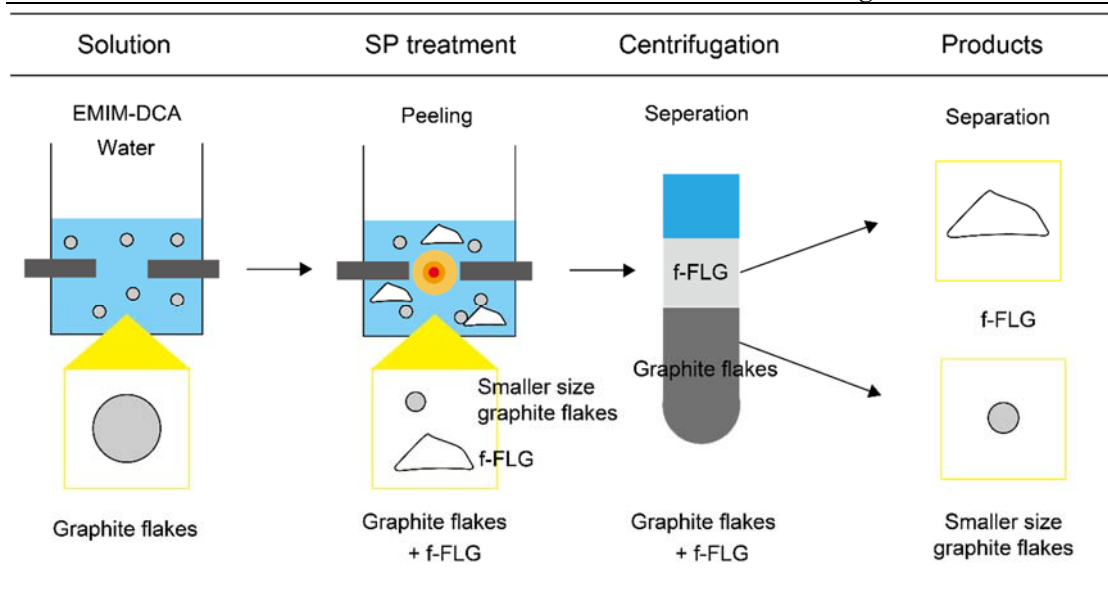 Solution
SP treatment
Centrifugation
Products
EMIM-DCA
Water
Peeling
Seperation
Separation
f-FLG
f-FLG
Graphite flakes
Smaller size
graphite flakes
f-FLG
Graphite flakes
Graphite flakes
+ f-FLG
Graphite flakes
+ f-FLG
Smaller size
graphite flakes